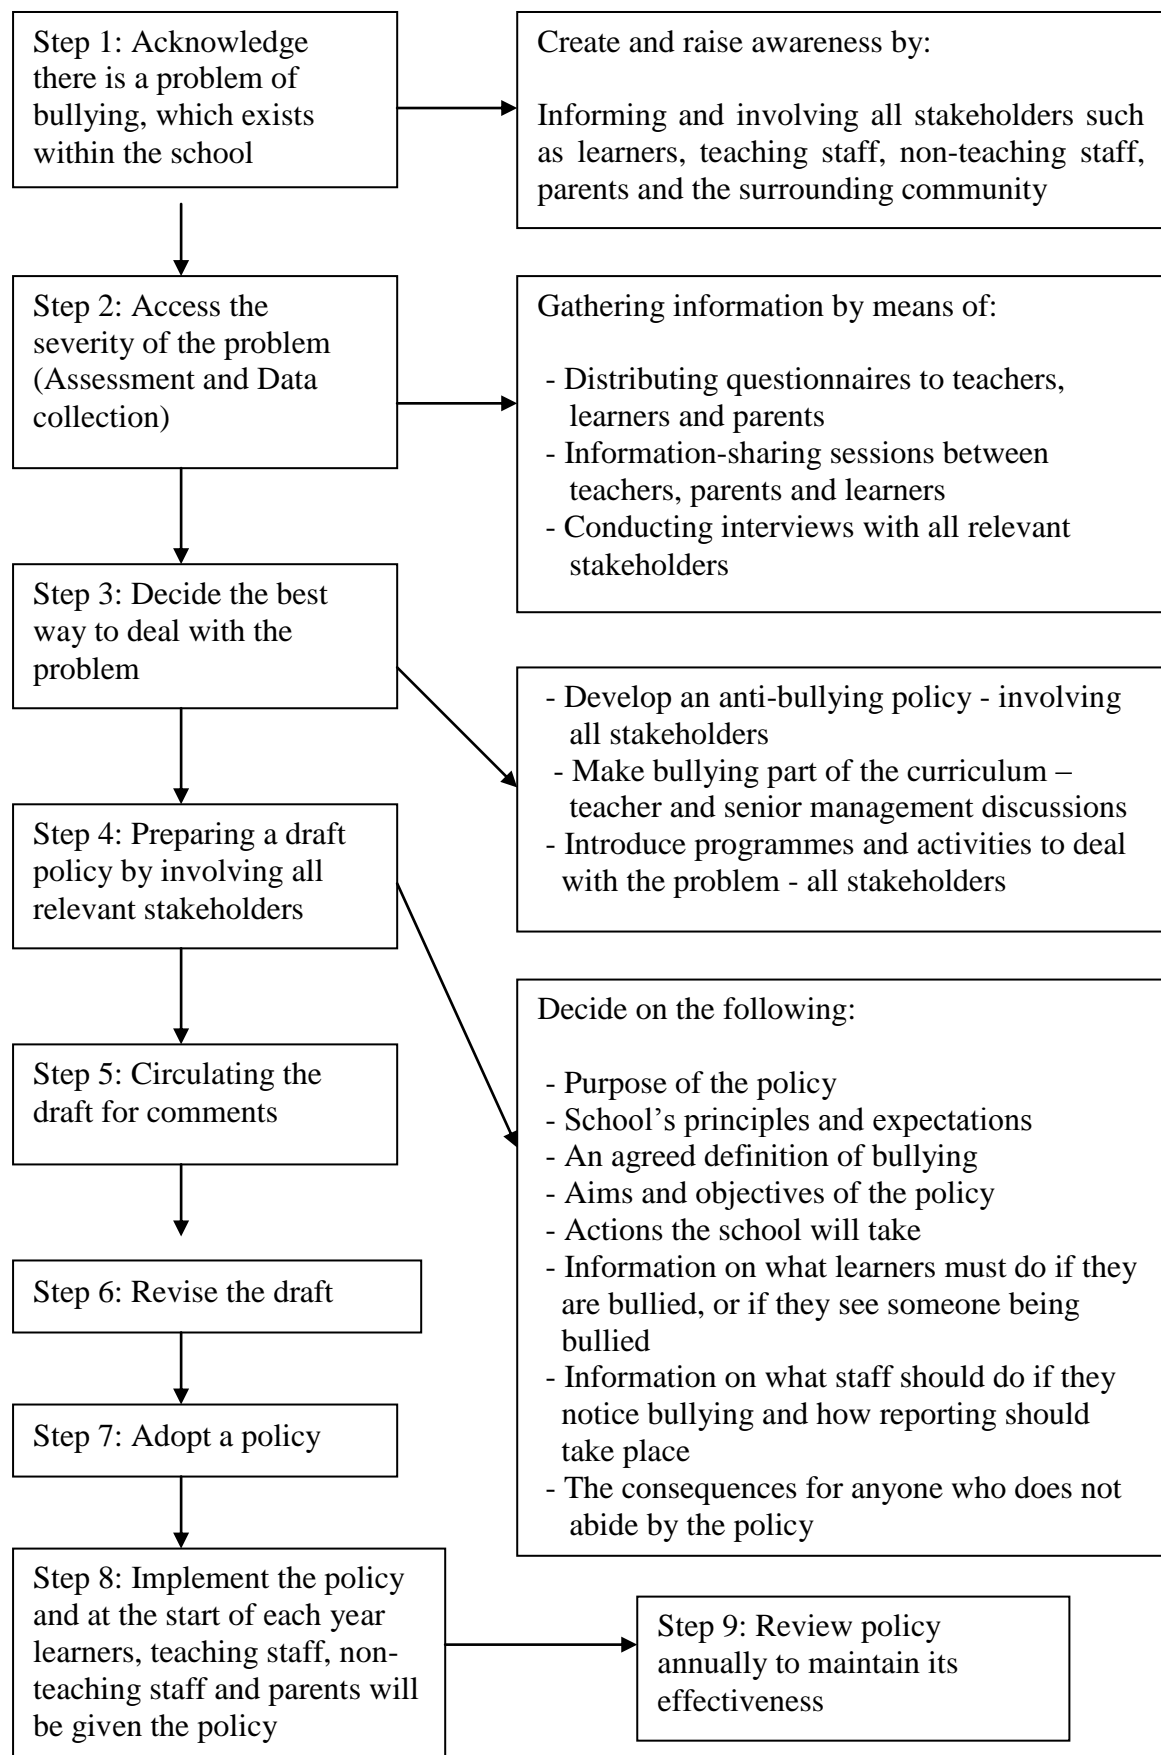 Step 1: Acknowledge
there is a problem of
bullying, which exists
within the school
Create and raise awareness by:
Informing and involving all stakeholders such
as learners, teaching staff, non-teaching staff,
parents and the surrounding community
Step 2: Access the
severity of the problem
(Assessment and Data
collection)
Gathering information by means of:
- Distributing questionnaires to teachers,
learners and parents
- Information-sharing sessions between
teachers, parents and learners
- Conducting interviews with all relevant
stakeholders
Step 3: Decide the best
way to deal with the
problem
- Develop an anti-bullying policy - involving
all stakeholders
- Make bullying part of the curriculum –
teacher and senior management discussions
- Introduce programmes and activities to deal
with the problem - all stakeholders
Step 4: Preparing a draft
policy by involving all
relevant stakeholders
Decide on the following:
- Purpose of the policy
- School’s principles and expectations
- An agreed definition of bullying
- Aims and objectives of the policy
- Actions the school will take
- Information on what learners must do if they
are bullied, or if they see someone being
bullied
- Information on what staff should do if they
notice bullying and how reporting should
take place
- The consequences for anyone who does not
abide by the policy
Step 5: Circulating the
draft for comments
Step 6: Revise the draft
Step 7: Adopt a policy
Step 8: Implement the policy
and at the start of each year
learners, teaching staff, non-
teaching staff and parents will
be given the policy
Step 9: Review policy
annually to maintain its
effectiveness